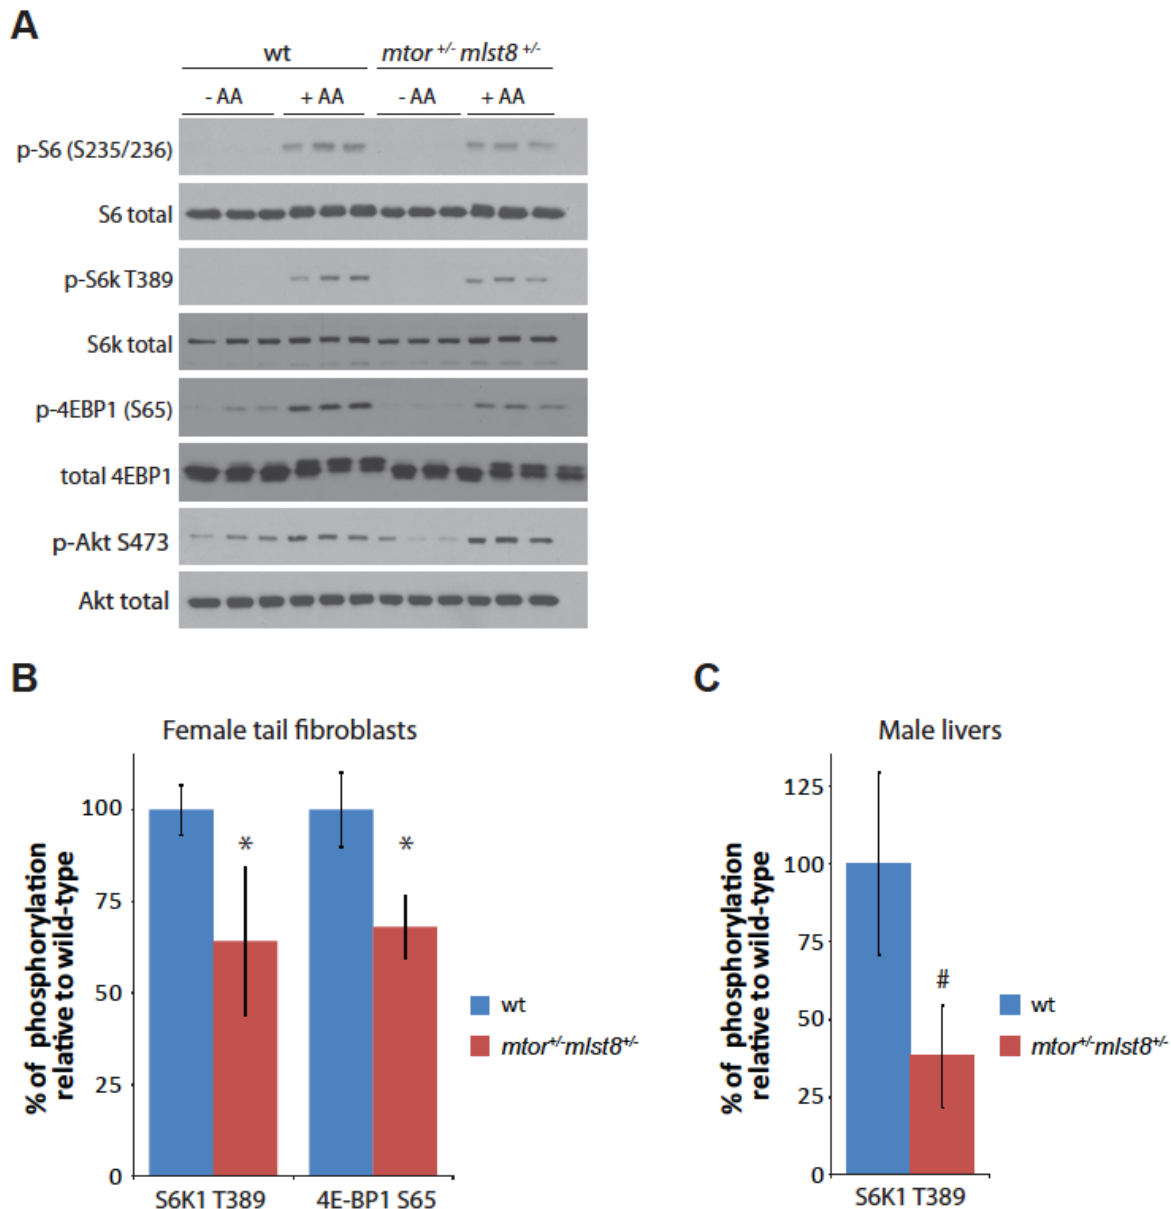 A
wt
mtor +/- mlst8 +/-
- AA
+ AA
- AA
+ AA
p-S6 (S235/236)
S6 total
p-S6k T389
S6k total
p-4EBP1 (S65)
total 4EBP1
p-Akt S473
Akt total
B
Female tail fibroblasts
% of phosphorylation
relative to wild-type
100
75
50
25
0
*
*
S6K1 T389
4E-BP1 S65
wt
mtor+/-mlst8+/-
C
Male livers
% of phosphorylation
relative to wild-type
125
100
75
50
25
0
#
S6K1 T389
wt
mtor+/-mlst8+/-